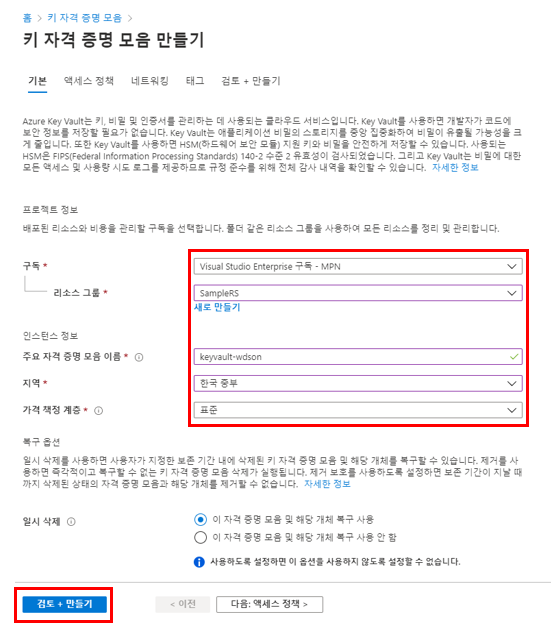 홈 > 키 자격 증명 모음 >
키 자격 증명 모음 만들기
기본 액세스 정책 네트워킹 태그 검토 + 만들기
Azure Key Vault는 키, 비밀 및 인증서를 관리하는 데 사용되는 클라우드 서비스입니다. Key Vault를 사용하면 개발자가 코드에
보안 정보를 저장할 필요가 없습니다. Key Vault는 애플리케이션 비밀의 스토리지를 중앙 집중화하여 비밀이 유출될 가능성을 크
게 줄입니다. 또한 Key Vault를 사용하면 HSM(하드웨어 보안 모듈) 지원 키와 비밀을 안전하게 저장할 수 있습니다. 사용되는
HSM은 FIPS(Federal Information Processing Standards) 140-2 수준 2 유효성이 검사되었습니다. 그리고 Key Vault는 비밀에 대한
모든 액세스 및 사용량 시도 로그를 제공하므로 규정 준수를 위해 전체 감사 내역을 확인할 수 있습니다. 자세한 정보
프로젝트 정보
배포된 리소스와 비용을 관리할 구독을 선택합니다. 폴더 같은 리소스 그룹을 사용하여 모든 리소스를 정리 및 관리합니다.
구독 * Visual Studio Enterprise 구독 - MPN
리소스 그룹 * SampleRS
새로 만들기
인스턴스 정보
주요 자격 증명 모음 이름 * keyvault-wdson
지역 * 한국 중부
가격 책정 계층 * 표준
복구 옵션
일시 삭제를 사용하면 사용자가 지정한 보존 기간 내에 삭제된 키 자격 증명 모음 및 해당 개체를 복구할 수 있습니다. 제거를 사
용하면 즉각적이고 복구할 수 없는 키 자격 증명 모음 삭제가 실행됩니다. 제거 보호를 사용하도록 설정하면 보존 기간이 지날 때
까지 삭제된 상태의 자격 증명 모음과 해당 개체를 제거할 수 없습니다. 자세한 정보
일시 삭제 이 자격 증명 모음 및 해당 개체 복구 사용
이 자격 증명 모음 및 해당 개체 복구 사용 안 함
사용하도록 설정하면 이 옵션을 사용하지 않도록 설정할 수 없습니다.
검토 + 만들기 < 이전 다음: 액세스 정책 >